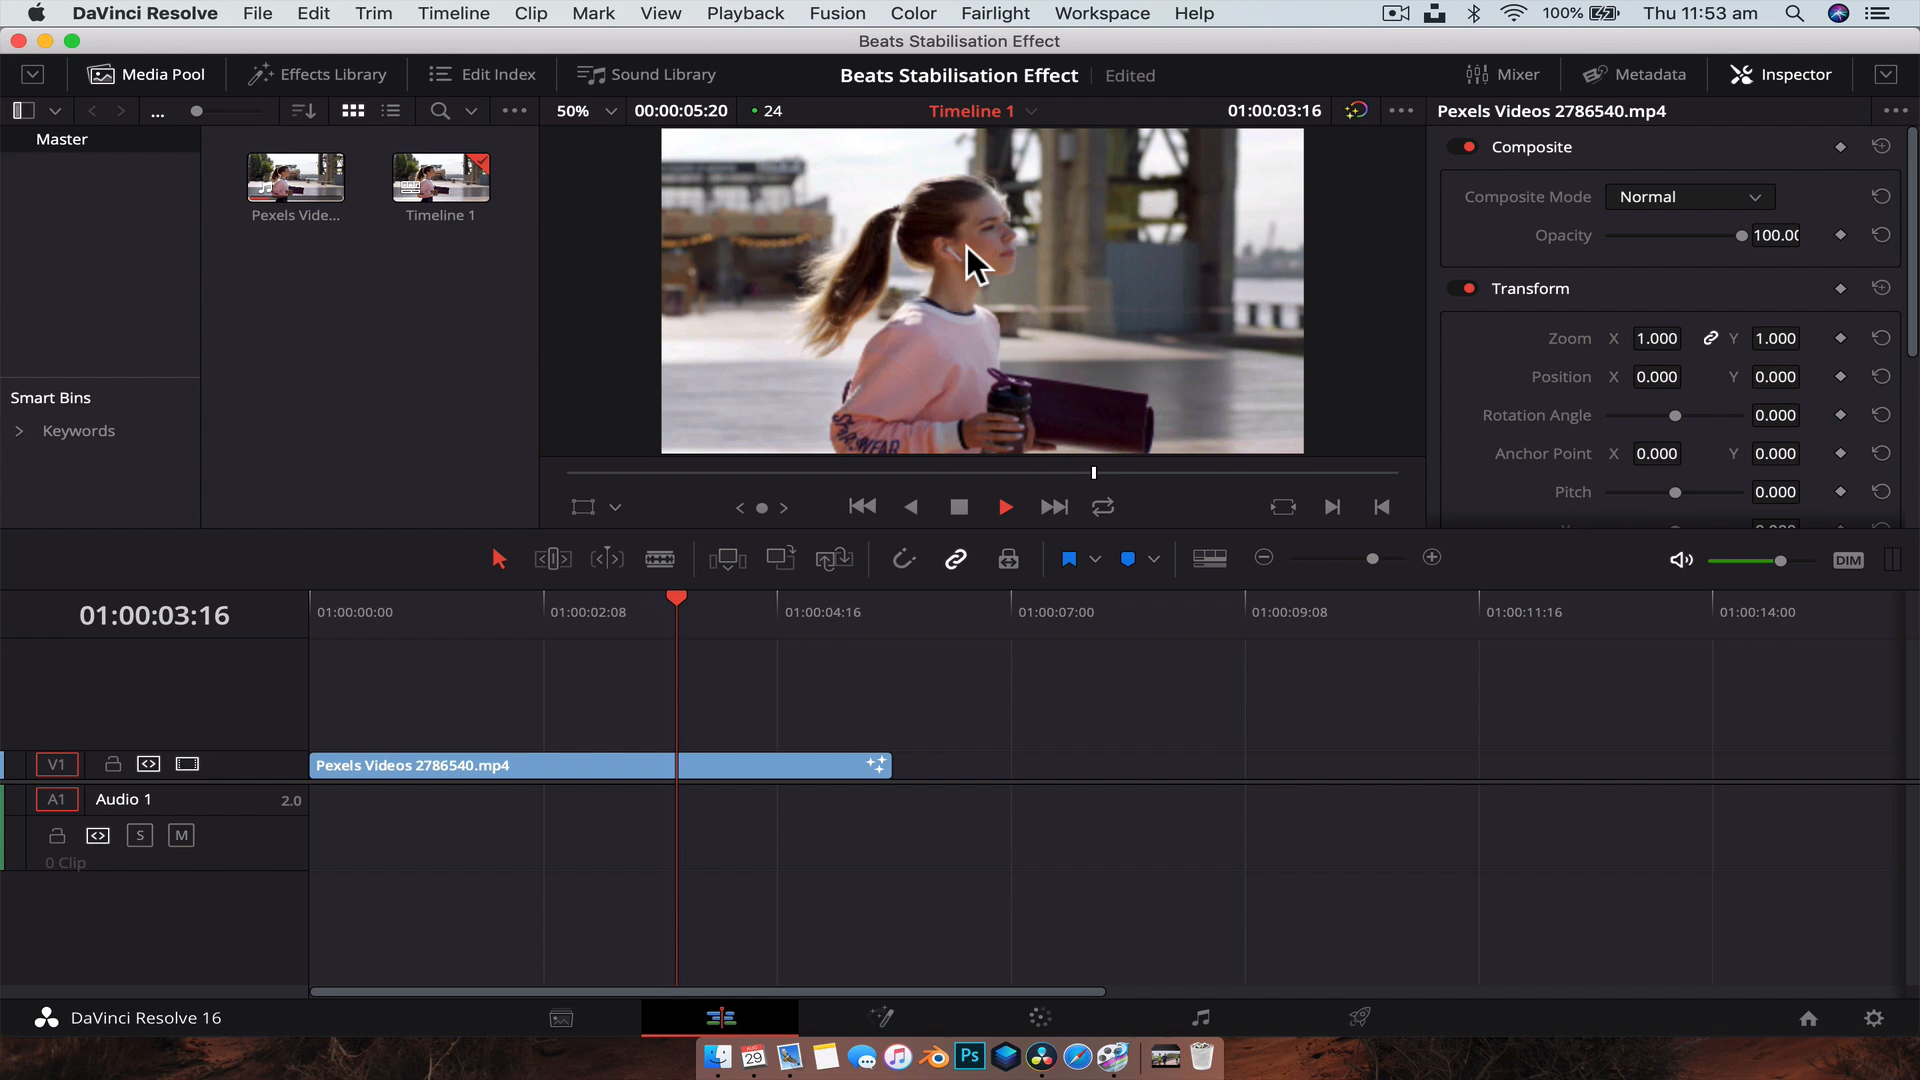 DaVinci Resolve File Edit Trim Timeline Clip Mark View Playback Fusion Color Fairlight Workspace Help 100% Thu 11:53 am
Beats Stabilisation Effect
Media Pool Effects Library Edit Index Sound Library Beats Stabilisation Effect Edited Mixer Metadata Inspector
... 50% 00:00:05:20 24 Timeline 1 01:00:03:16 Pexels Videos 2786540.mp4
Master
Composite
Composite Mode Normal
Pexels Vide... Timeline 1
Opacity 100.00
Transform
Zoom X 1.000 Y 1.000
Position X 0.000 Y 0.000
Smart Bins
Rotation Angle 0.000
Keywords
Anchor Point X 0.000 Y 0.000
Pitch 0.000
DIM
01:00:03:16 01:00:00:00 01:00:02:08 01:00:04:16 01:00:07:00 01:00:09:08 01:00:11:16 01:00:14:00
V1 Pexels Videos 2786540.mp4
A1 Audio 1 2.0
S M
0 Clip
DaVinci Resolve 16
AUG
29
Ps